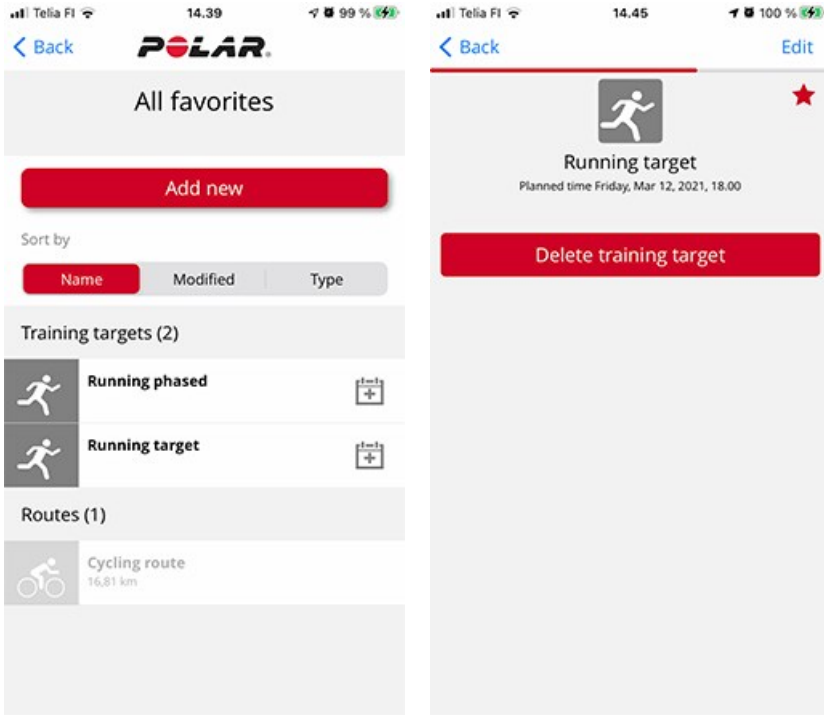 Telia FI 14.39 99 %
Back POLAR.
All favorites
Add new
Sort by
Name Modified Type
Training targets (2)
Running phased
Running target
Routes (1)
Cycling route
16,81 km
Telia FI 14.45 100 %
Back Edit
Running target
Planned time Friday, Mar 12, 2021, 18.00
Delete training target